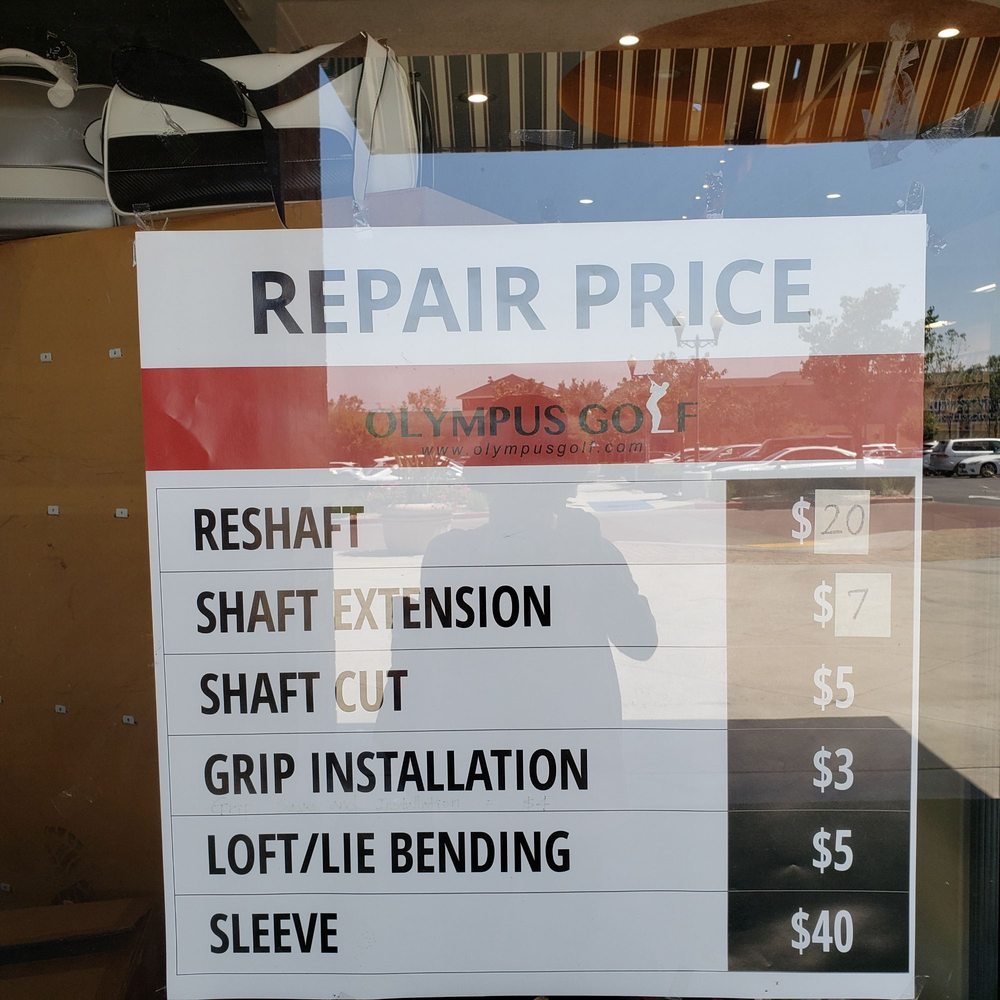 REPAIR PRICE
OLYMPUS GOLF
www.olympusgolf.com
RESHAFT $20
SHAFT EXTENSION $7
SHAFT CUT $5
GRIP INSTALLATION $3
LOFT/LIE BENDING $5
SLEEVE $40